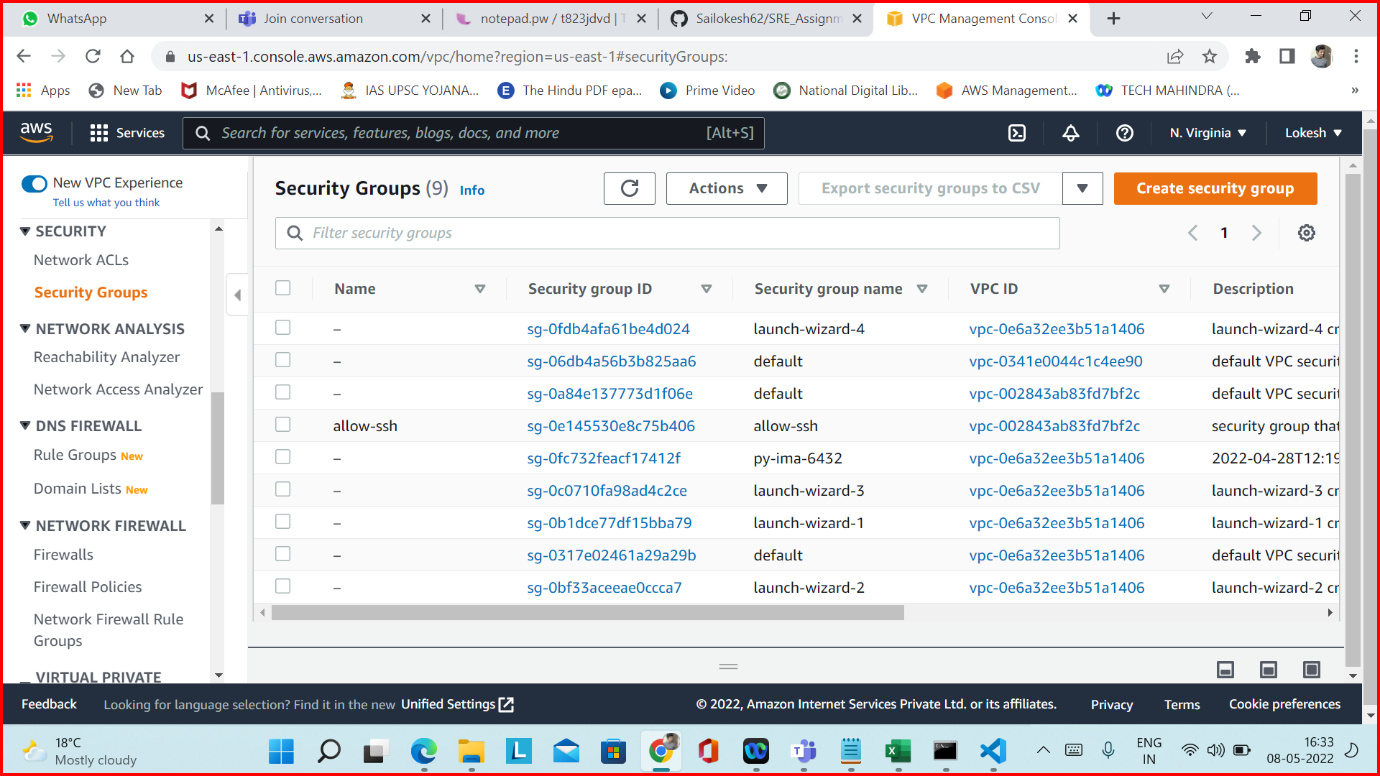 WhatsApp
Join conversation
notepad.pw / t823jdvd | T
Sailokesh62/SRE_Assignm
VPC Management Consol
us-east-1.console.aws.amazon.com/vpc/home?region=us-east-1#securityGroups:
Apps New Tab McAfee | Antivirus,... IAS UPSC YOJANA... The Hindu PDF epa... Prime Video National Digital Lib... AWS Management... TECH MAHINDRA (... »
aws Services Search for services, features, blogs, docs, and more [Alt+S] N. Virginia Lokesh
New VPC Experience
Tell us what you think
SECURITY
Network ACLs
Security Groups
NETWORK ANALYSIS
Reachability Analyzer
Network Access Analyzer
DNS FIREWALL
Rule Groups New
Domain Lists New
NETWORK FIREWALL
Firewalls
Firewall Policies
Network Firewall Rule
Groups
VIRTUAL PRIVATE
Security Groups (9) Info Actions Export security groups to CSV Create security group
Filter security groups 1
Name Security group ID Security group name VPC ID Description
– sg-0fdb4afa61be4d024 launch-wizard-4 vpc-0e6a32ee3b51a1406 launch-wizard-4 cr
– sg-06db4a56b3b825aa6 default vpc-0341e0044c1c4ee90 default VPC securit
– sg-0a84e137773d1f06e default vpc-002843ab83fd7bf2c default VPC securit
allow-ssh sg-0e145530e8c75b406 allow-ssh vpc-002843ab83fd7bf2c security group that
– sg-0fc732feacf17412f py-ima-6432 vpc-0e6a32ee3b51a1406 2022-04-28T12:19
– sg-0c0710fa98ad4c2ce launch-wizard-3 vpc-0e6a32ee3b51a1406 launch-wizard-3 cr
– sg-0b1dce77df15bba79 launch-wizard-1 vpc-0e6a32ee3b51a1406 launch-wizard-1 cr
– sg-0317e02461a29a29b default vpc-0e6a32ee3b51a1406 default VPC securit
– sg-0bf33aceeae0ccca7 launch-wizard-2 vpc-0e6a32ee3b51a1406 launch-wizard-2 cr
Feedback Looking for language selection? Find it in the new Unified Settings © 2022, Amazon Internet Services Private Ltd. or its affiliates. Privacy Terms Cookie preferences
18°C
Mostly cloudy
ENG
IN
16:33
08-05-2022